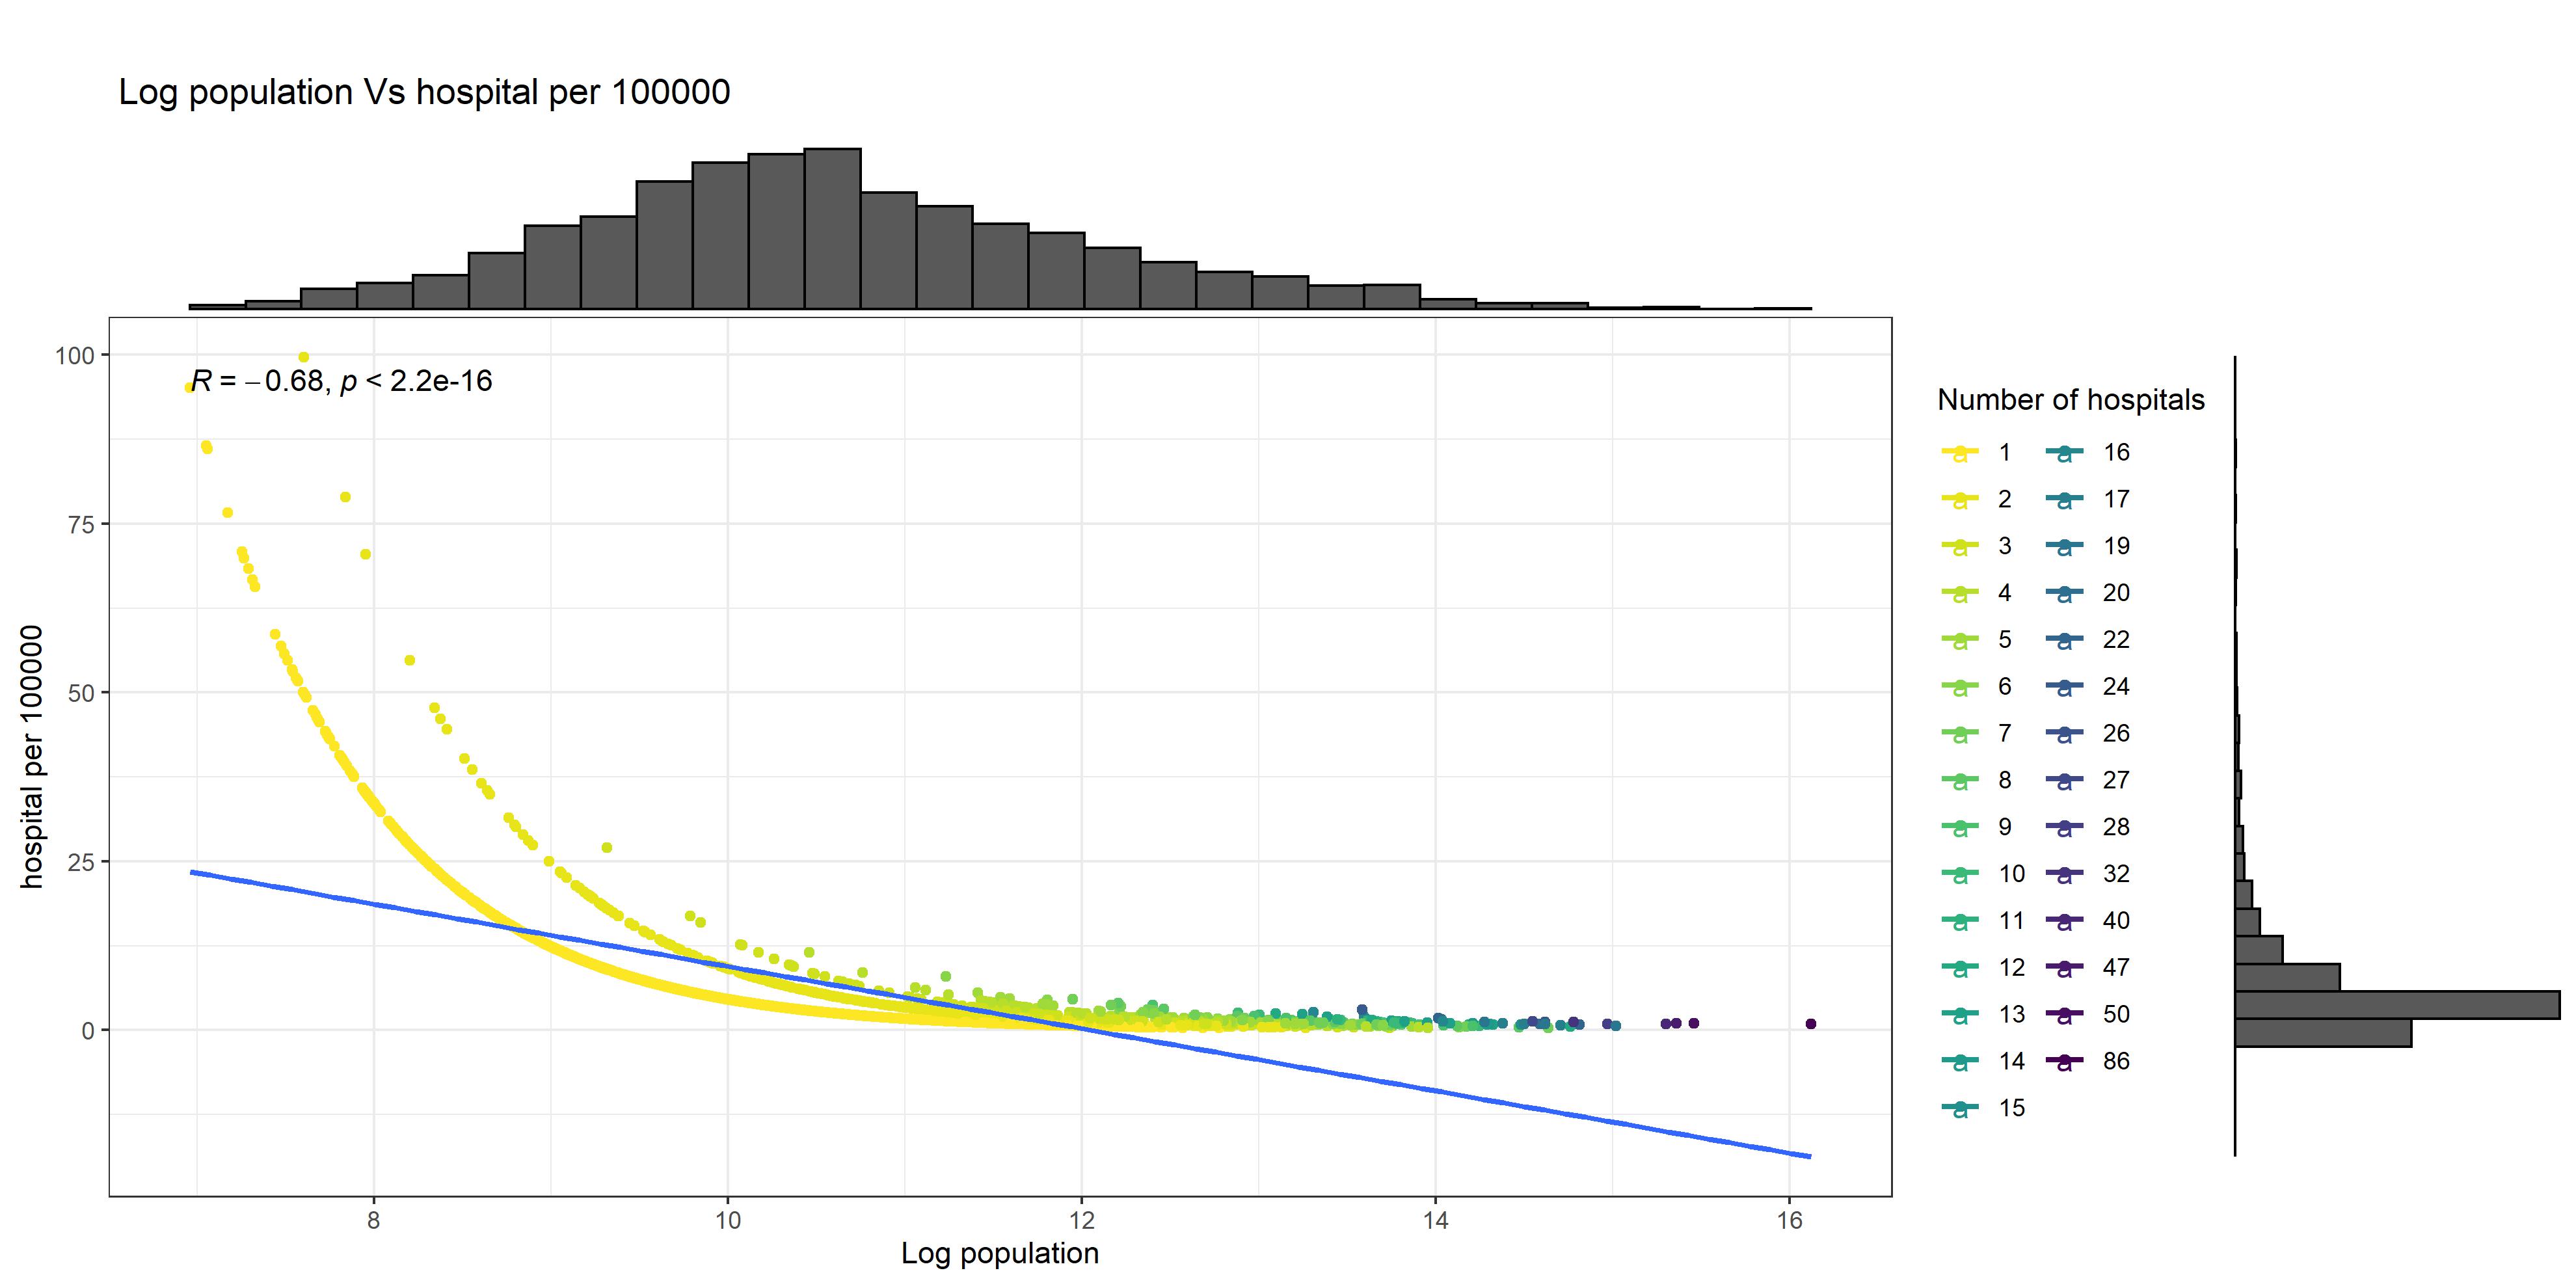 Log population Vs hospital per 100000
R = −0.68, p < 2.2e-16
hospital per 100000
100
75
50
25
0
8 10 12 14 16
Log population
Number of hospitals
a 1 a 16
a 2 a 17
a 3 a 19
a 4 a 20
a 5 a 22
a 6 a 24
a 7 a 26
a 8 a 27
a 9 a 28
a 10 a 32
a 11 a 40
a 12 a 47
a 13 a 50
a 14 a 86
a 15